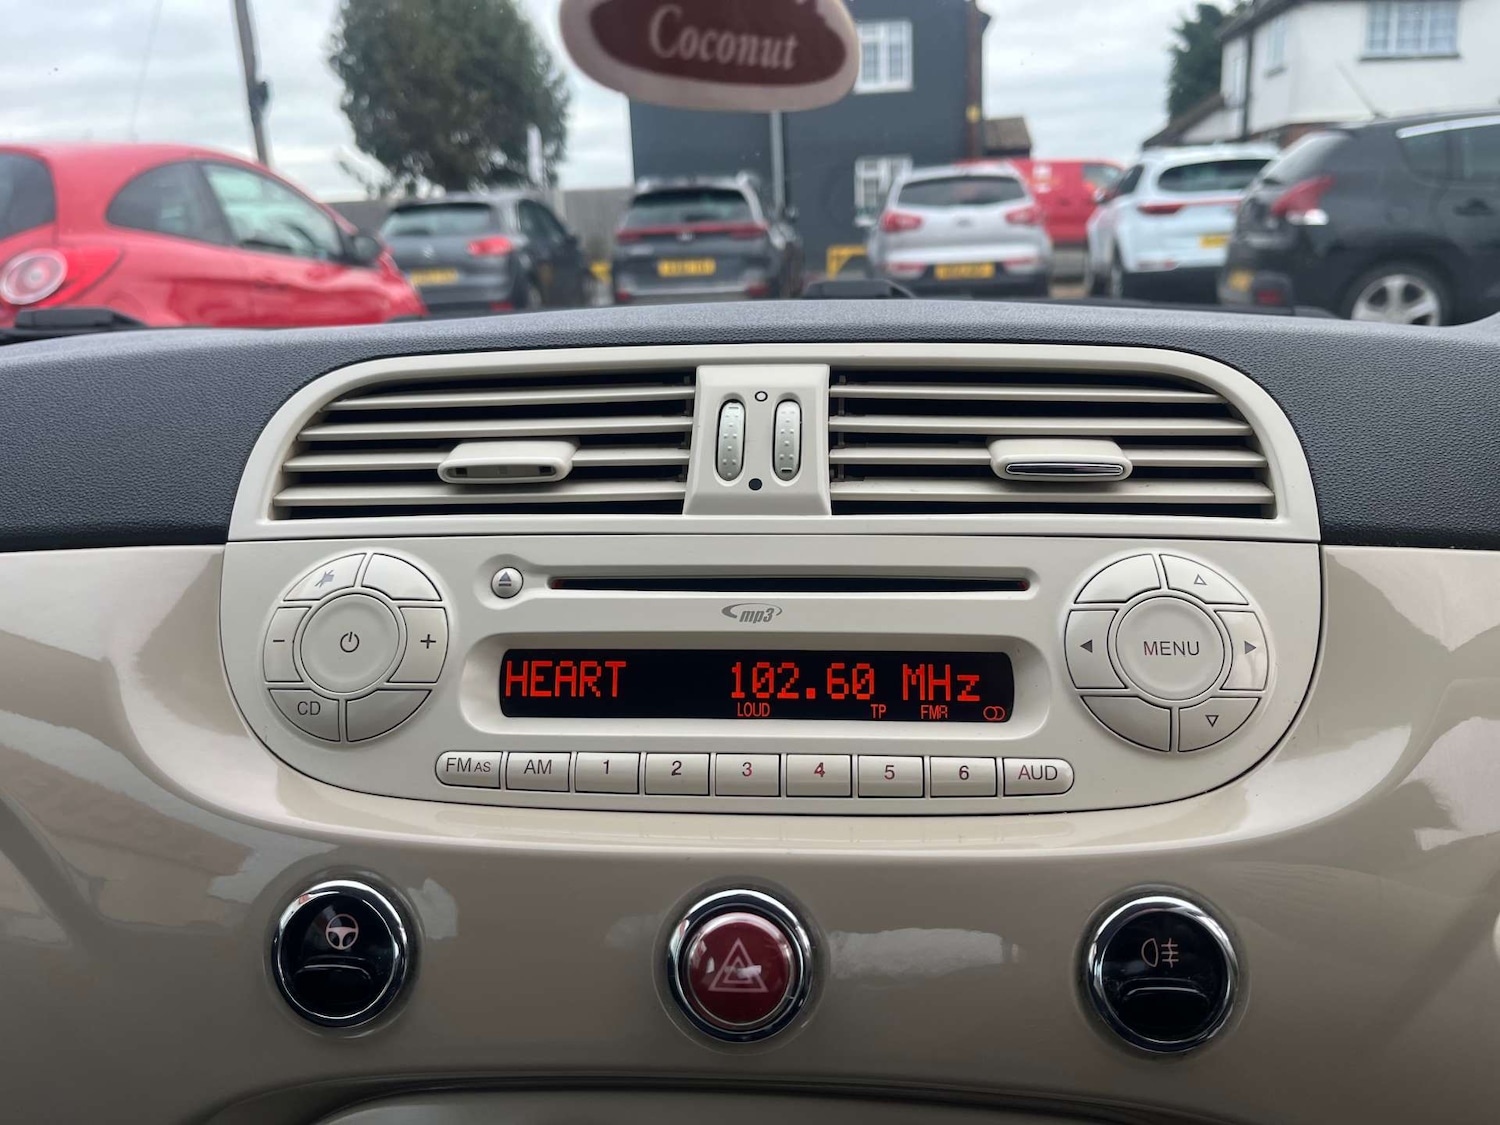 Coconut
mp3
HEART 102.60 MHz
LOUD TP FMR
CD
MENU
FM AS AM 1 2 3 4 5 6 AUD